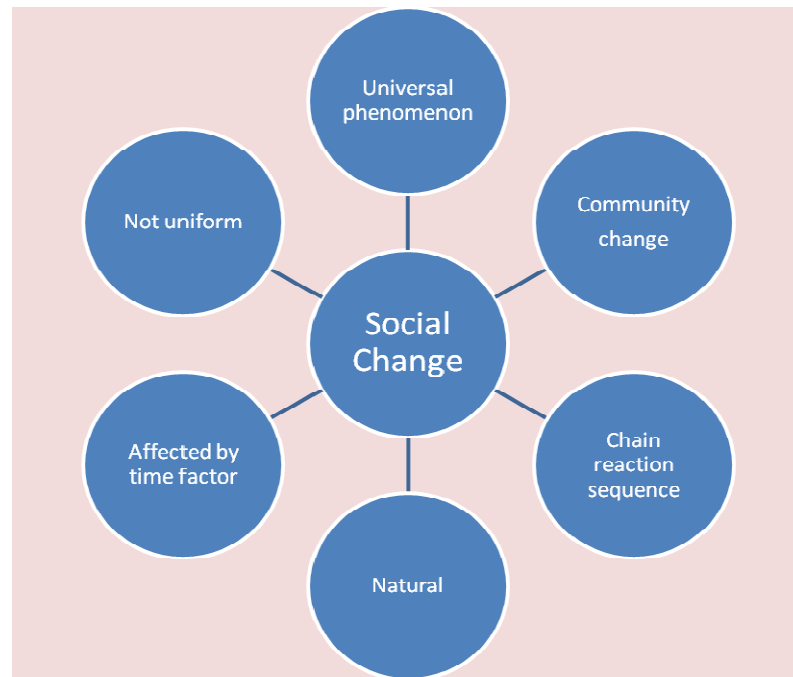 Universal
phenomenon
Community
change
Chain
reaction
sequence
Natural
Affected by
time factor
Not uniform
Social
Change